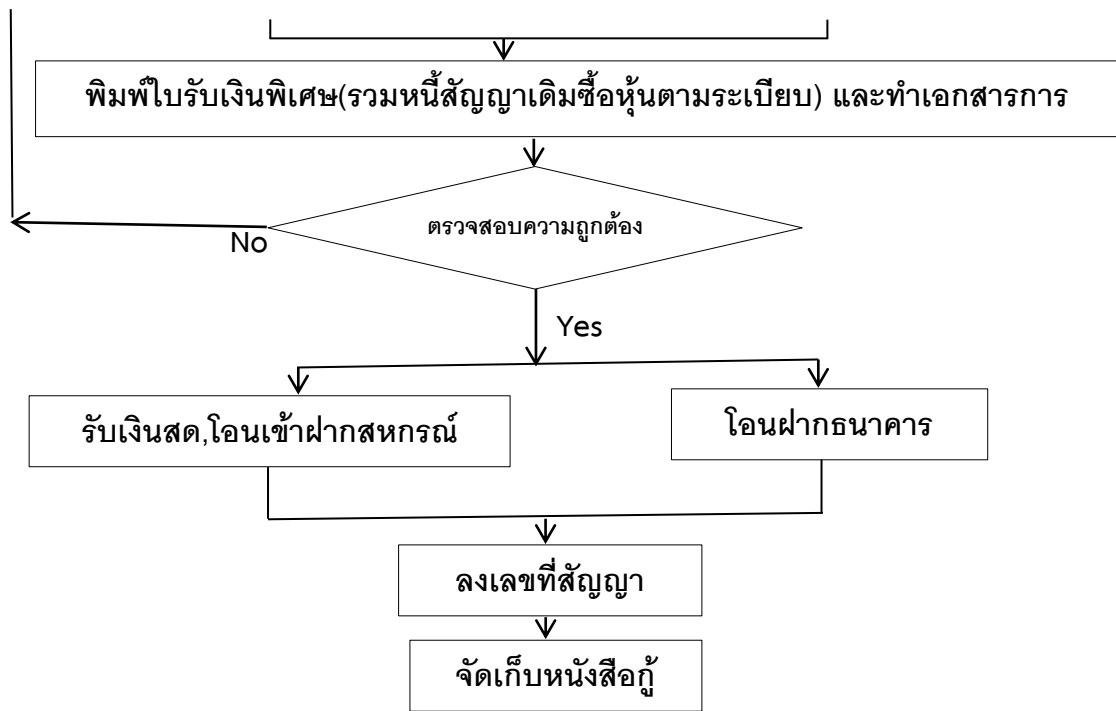 พิมพ์ใบรับเงินพิเศษ(รวมหนี้สัญญาเดิมซื้อหุ้นตามระเบียบ) และทำเอกสารการ
ตรวจสอบความถูกต้อง
No
Yes
รับเงินสด,โอนเข้าฝากสหกรณ์
โอนฝากธนาคาร
ลงเลขที่สัญญา
จัดเก็บหนังสือกู้